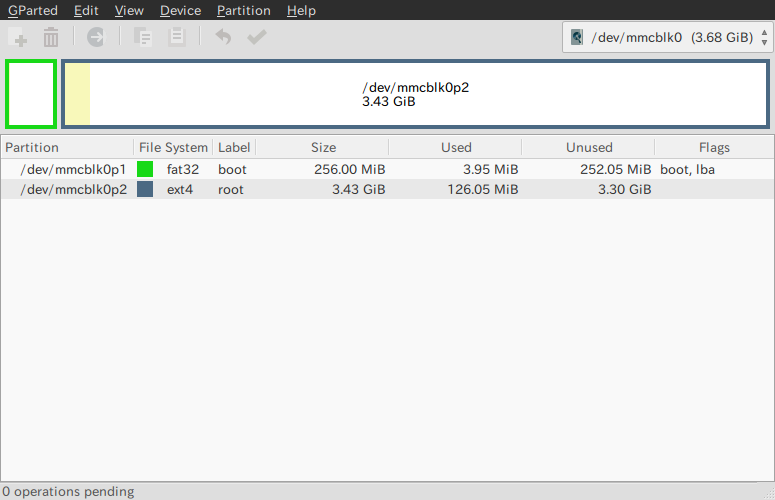 GParted Edit View Device Partition Help
/dev/mmcblk0 (3.68 GiB)
/dev/mmcblk0p2
3.43 GiB
Partition File System Label Size Used Unused Flags
/dev/mmcblk0p1 fat32 boot 256.00 MiB 3.95 MiB 252.05 MiB boot, lba
/dev/mmcblk0p2 ext4 root 3.43 GiB 126.05 MiB 3.30 GiB
0 operations pending